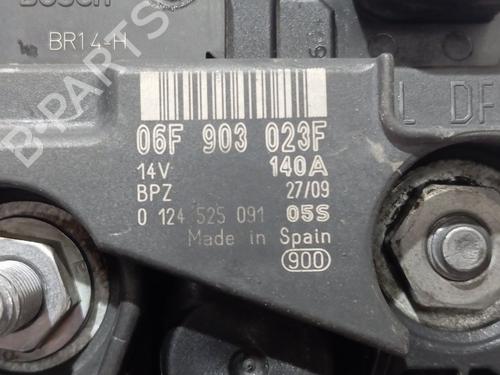 BOSCH
BR14-H
06F 903 023F
14V 140A
BPZ 27/09
0 124 525 091 05S
Made in Spain
900
L DF